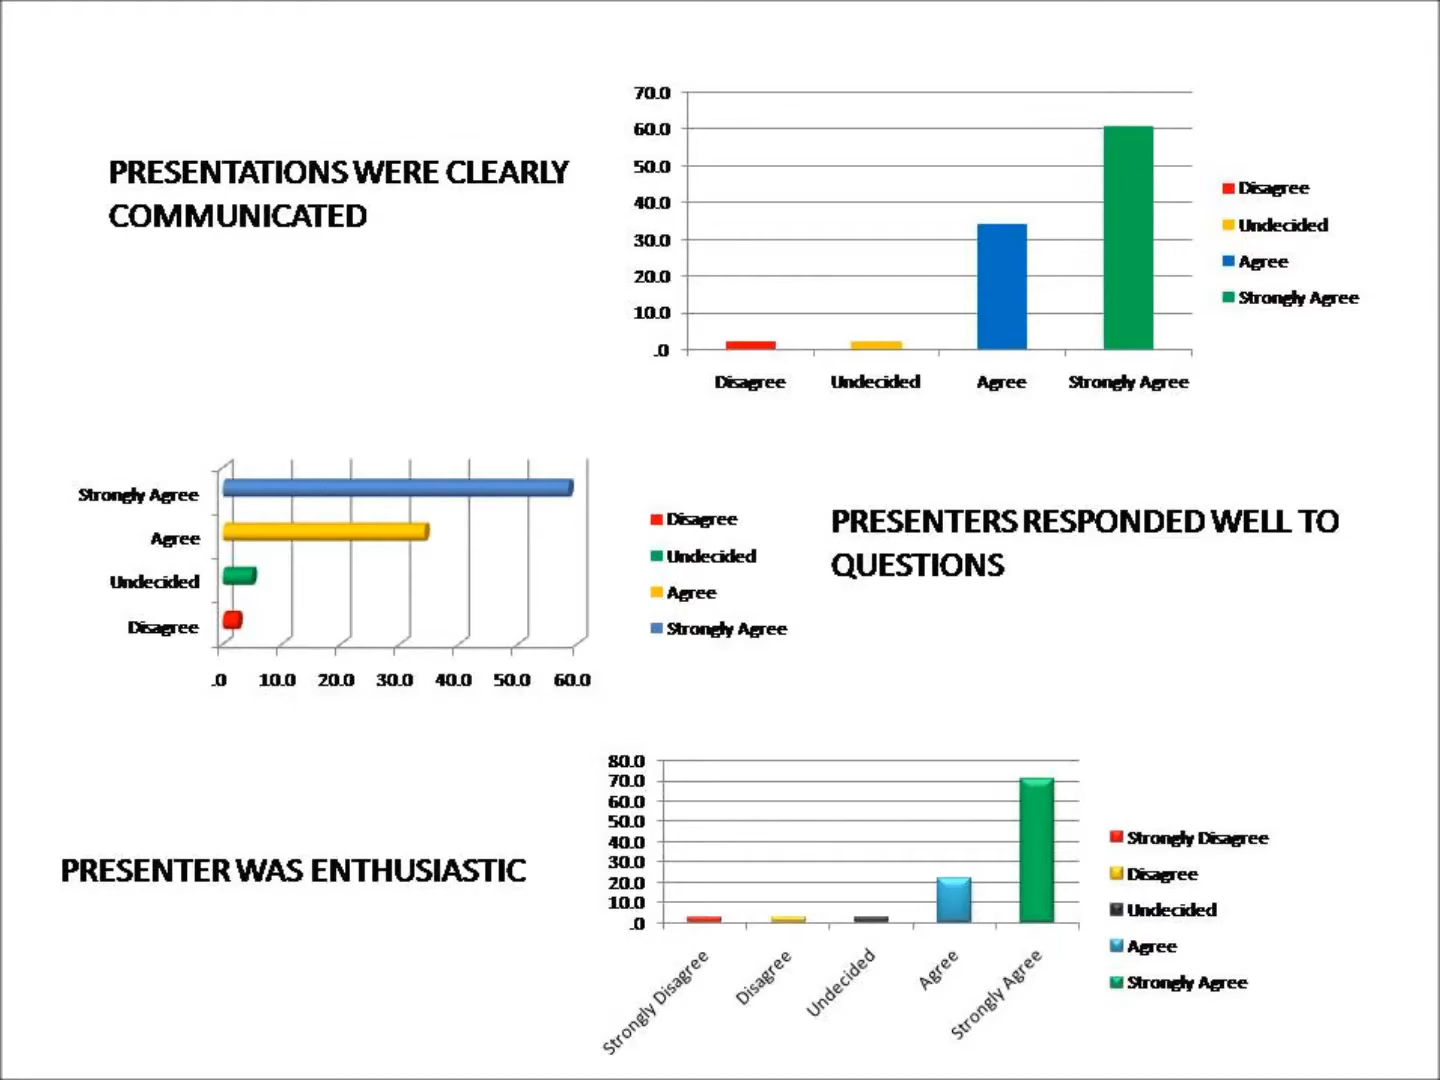 PRESENTATIONS WERE CLEARLY
COMMUNICATED
70.0
60.0
50.0
40.0
30.0
20.0
10.0
.0
Disagree Undecided Agree Strongly Agree
Disagree
Undecided
Agree
Strongly Agree
Strongly Agree
Agree
Undecided
Disagree
.0 10.0 20.0 30.0 40.0 50.0 60.0
Disagree
Undecided
Agree
Strongly Agree
PRESENTERS RESPONDED WELL TO
QUESTIONS
PRESENTER WAS ENTHUSIASTIC
80.0
70.0
60.0
50.0
40.0
30.0
20.0
10.0
.0
Strongly Disagree
Disagree
Undecided
Agree
Strongly Agree
Strongly Disagree
Disagree
Undecided
Agree
Strongly Agree